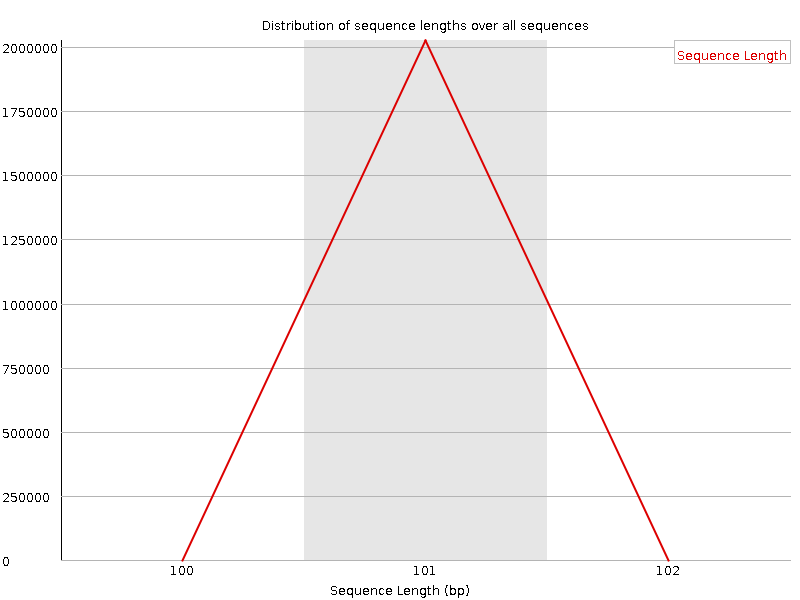 Distribution of sequence lengths over all sequences
Sequence Length
2000000
1750000
1500000
1250000
1000000
750000
500000
250000
0
100 101 102
Sequence Length (bp)